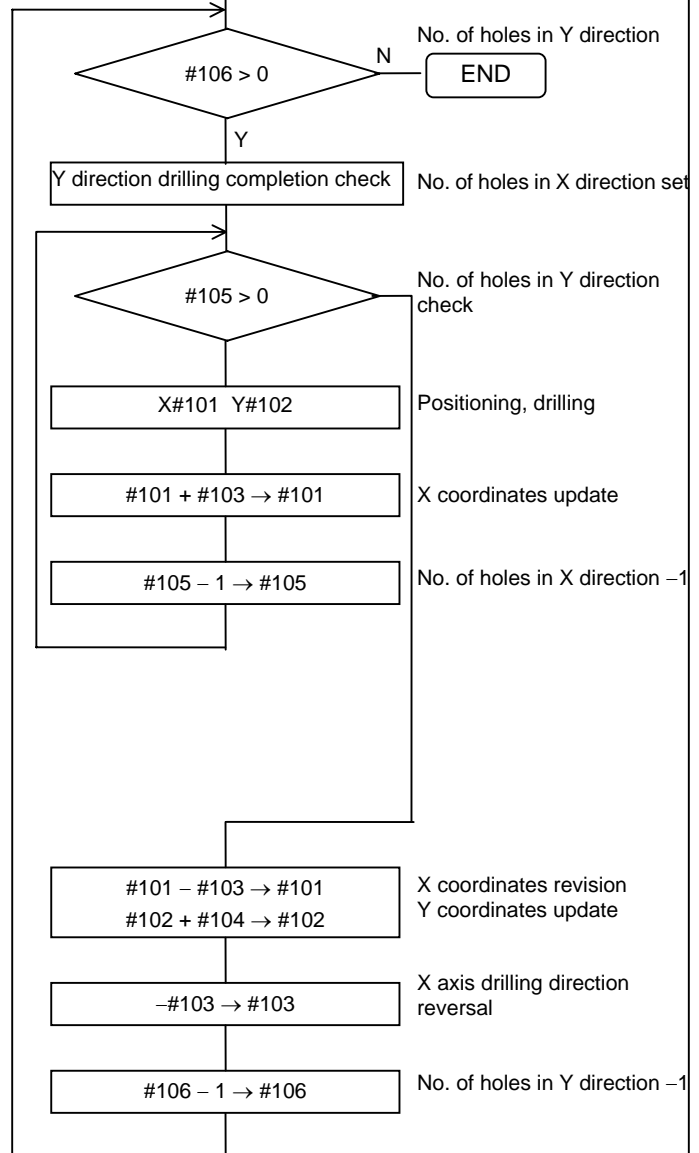 No. of holes in Y direction
#106 > 0
N
END
Y
Y direction drilling completion check
No. of holes in X direction set
#105 > 0
No. of holes in Y direction
check
X#101 Y#102
Positioning, drilling
#101 + #103 → #101
X coordinates update
#105 − 1 → #105
No. of holes in X direction −1
#101 − #103 → #101
X coordinates revision
#102 + #104 → #102
Y coordinates update
−#103 → #103
X axis drilling direction
reversal
#106 − 1 → #106
No. of holes in Y direction −1